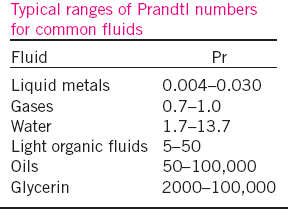 Typical ranges of Prandtl numbers
for common fluids
Fluid Pr
Liquid metals 0.004–0.030
Gases 0.7–1.0
Water 1.7–13.7
Light organic fluids 5–50
Oils 50–100,000
Glycerin 2000–100,000